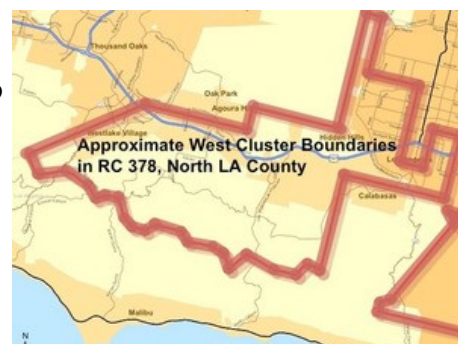 Thousand Oaks
Oak Park
Agoura H
Westlake Village
Hidden Hills
Approximate West Cluster Boundaries
in RC 378, North LA County
Calabasas
Malibu
N